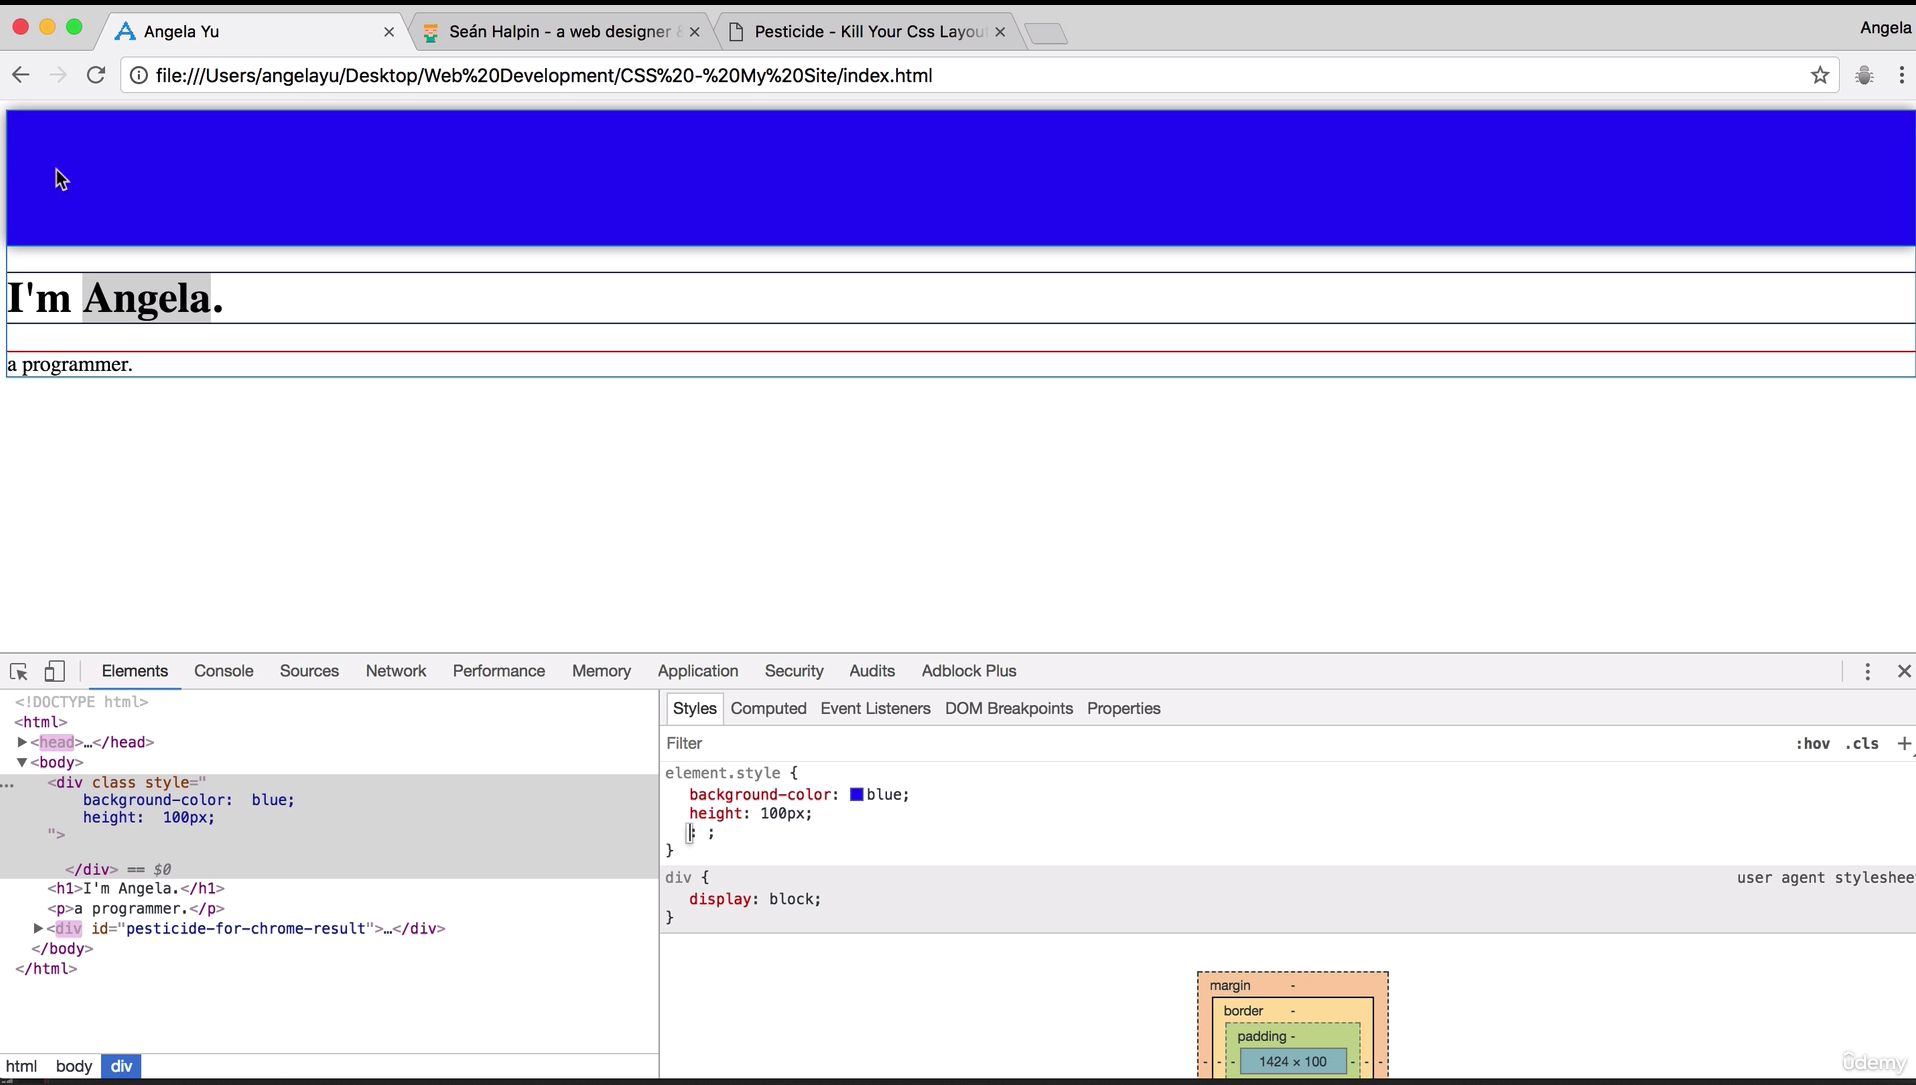 Angela Yu
Seán Halpin - a web designer &
Pesticide - Kill Your Css Layou
Angela
file:///Users/angelayu/Desktop/Web%20Development/CSS%20-%20My%20Site/index.html
I'm Angela.
a programmer.
Elements Console Sources Network Performance Memory Application Security Audits Adblock Plus
<!DOCTYPE html>
<html>
<head>…</head>
<body>
<div class style="
background-color: blue;
height: 100px;
">
</div> == $0
<h1>I'm Angela.</h1>
<p>a programmer.</p>
<div id="pesticide-for-chrome-result">…</div>
</body>
</html>
html body div
Styles Computed Event Listeners DOM Breakpoints Properties
Filter :hov .cls +
element.style {
background-color: blue;
height: 100px;
: ;
}
div { user agent styleshee
display: block;
}
margin -
border -
padding -
- - - 1424 × 100 - - -
udemy